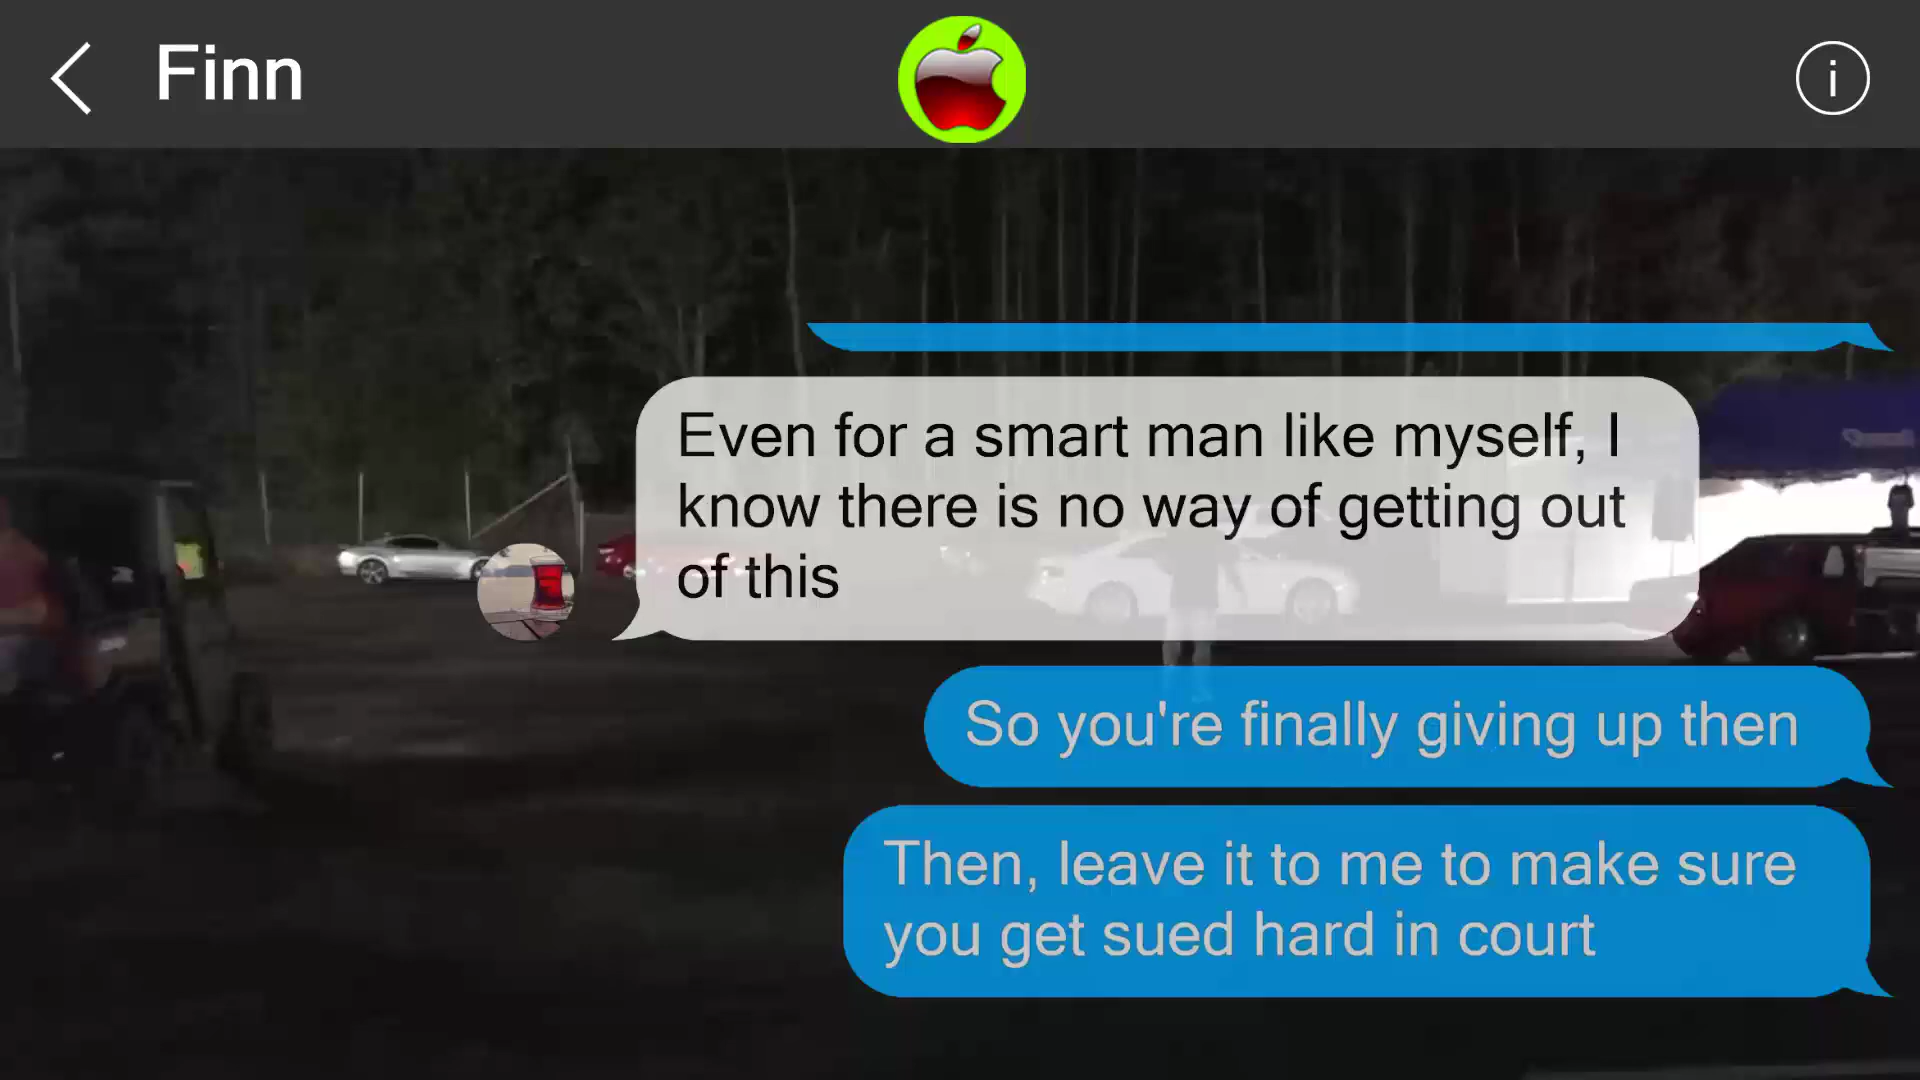 Finn
Even for a smart man like myself, I
know there is no way of getting out
of this
So you're finally giving up then
Then, leave it to me to make sure
you get sued hard in court